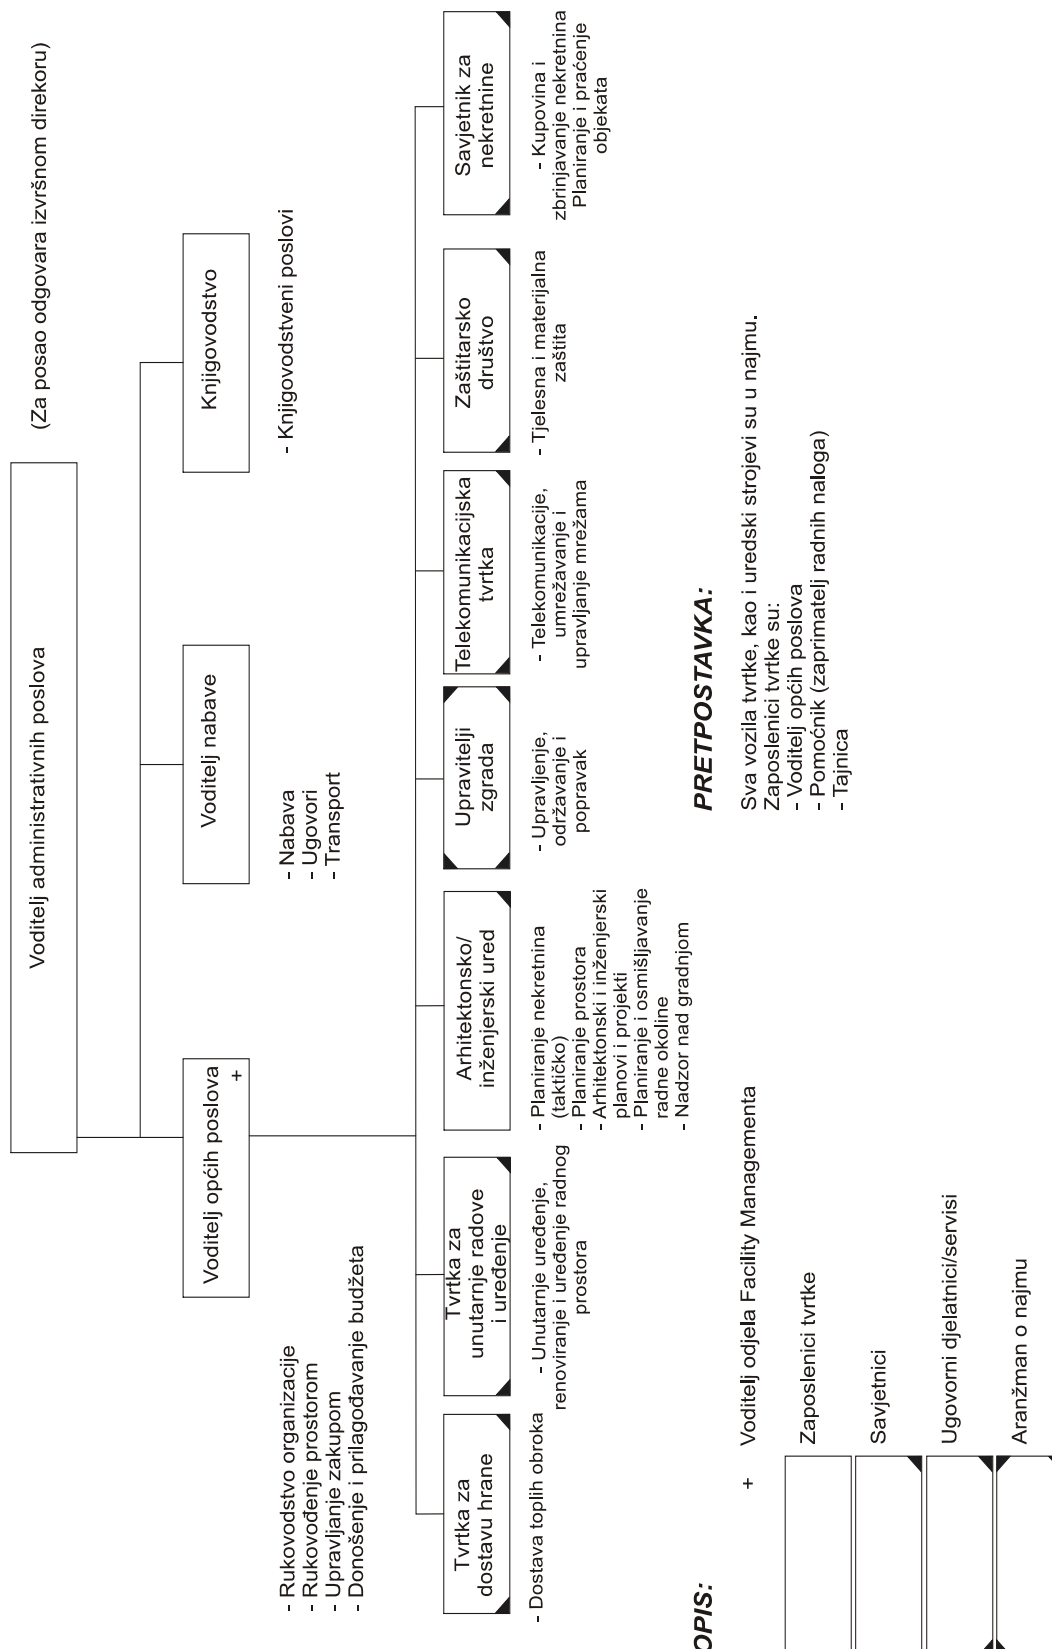 Voditelj administrativnih poslova
(Za posao odgovara izvršnom direkoru)
Voditelj općih poslova
+
Voditelj nabave
Knjigovodstvo
- Rukovodstvo organizacije
- Rukovođenje prostorom
- Upravljanje zakupom
- Donošenje i prilagođavanje budžeta
- Nabava
- Ugovori
- Transport
- Knjigovodstveni poslovi
Tvrtka za
dostavu hrane
Tvrtka za
unutarnje radove
i uređenje
Arhitektonsko/
inženjerski ured
Upravitelji
zgrada
Telekomunikacijska
tvrtka
Zaštitarsko
društvo
Savjetnik za
nekretnine
- Dostava toplih obroka
- Unutarnje uređenje,
renoviranje i uređenje radnog
prostora
- Planiranje nekretnina
(taktičko)
- Planiranje prostora
- Arhitektonski i inženjerski
planovi i projekti
- Planiranje i osmišljavanje
radne okoline
- Nadzor nad gradnjom
- Upravljenje,
održavanje i
popravak
- Telekomunikacije,
umrežavanje i
upravljanje mrežama
- Tjelesna i materijalna
zaštita
- Kupovina i
zbrinjavanje nekretnina
Planiranje i praćenje
objekata
OPIS:
+ Voditelj odjela Facility Managementa
Zaposlenici tvrtke
Savjetnici
Ugovorni djelatnici/servisi
Aranžman o najmu
PRETPOSTAVKA:
Sva vozila tvrtke, kao i uredski strojevi su u najmu.
Zaposlenici tvrtke su:
- Voditelj općih poslova
- Pomoćnik (zaprimatelj radnih naloga)
- Tajnica